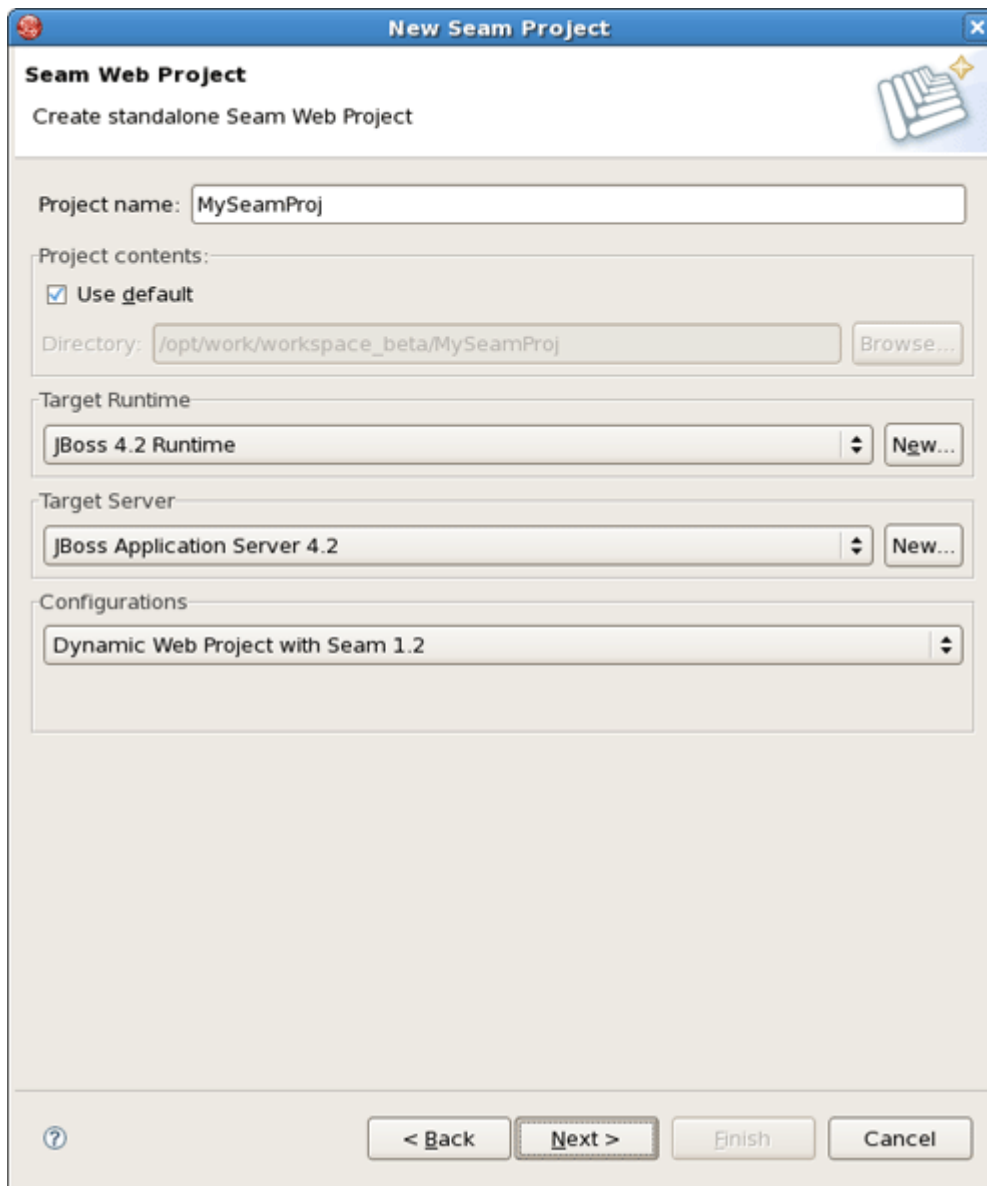 New Seam Project
Seam Web Project
Create standalone Seam Web Project
Project name: MySeamProj
Project contents:
Use default
Directory: /opt/work/workspace_beta/MySeamProj Browse...
Target Runtime
JBoss 4.2 Runtime New...
Target Server
JBoss Application Server 4.2 New...
Configurations
Dynamic Web Project with Seam 1.2
? < Back Next > Finish Cancel